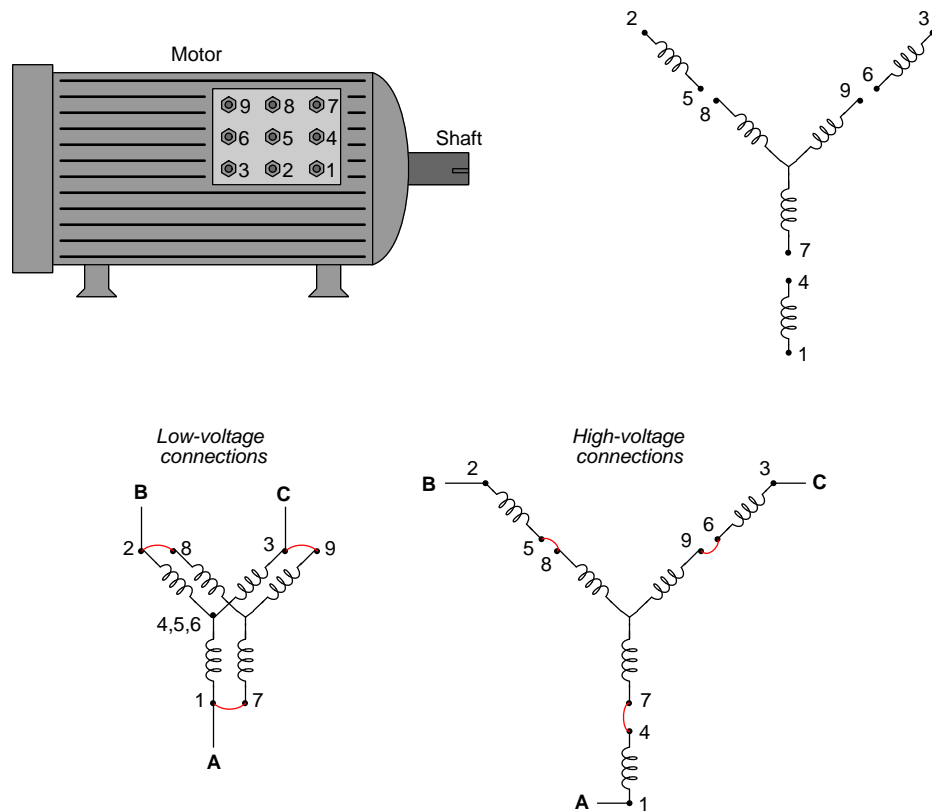 Motor
9 8 7
6 5 4
3 2 1
Shaft
2 3
5 6
8 9
7
4
1
Low-voltage
connections
B C
2 8 3 9
4,5,6
1 7
A
High-voltage
connections
B 2 3 C
5 6
8 9
7
4
A 1